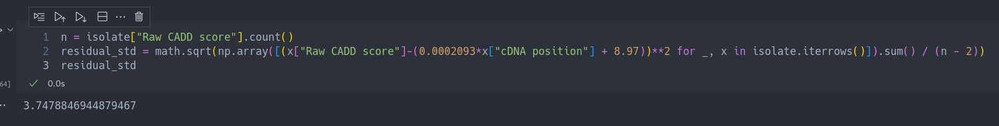 1 n = isolate["Raw CADD score"].count()
2 residual_std = math.sqrt(np.array([(x["Raw CADD score"]-(0.0002093*x["cDNA position"] + 8.97))**2 for _, x in isolate.iterrows()]).sum() / (n - 2))
3 residual_std
64]
0.0s
3.7478846944879467